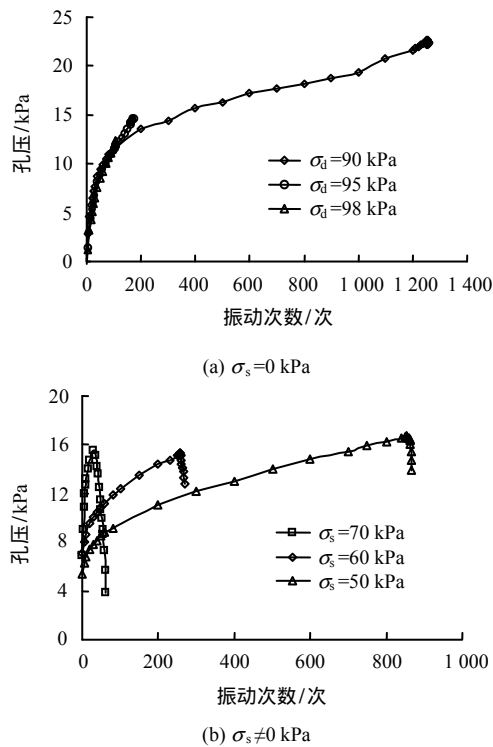 25
20
15
10
5
0
孔压/kPa
σd=90 kPa
σd=95 kPa
σd=98 kPa
0 200 400 600 800 1 000 1 200 1 400
振动次数/次
(a) σs=0 kPa
20
16
12
8
4
0
孔压/kPa
σs=70 kPa
σs=60 kPa
σs=50 kPa
0 200 400 600 800 1 000
振动次数/次
(b) σs≠0 kPa